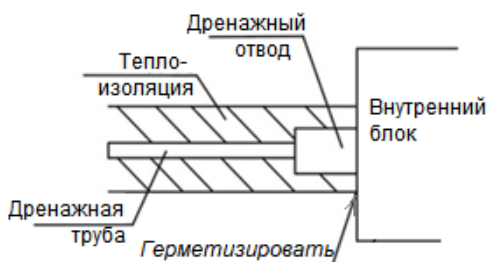 Дренажный
отвод
Тепло-
изоляция
Внутренний
блок
Дренажная
труба
Герметизировать